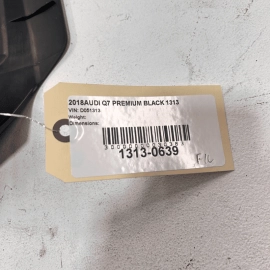 2018AUDI Q7 PREMIUM BLACK 1313
VIN: D051313
Weight:
Dimensions:
1313-0639
F/C